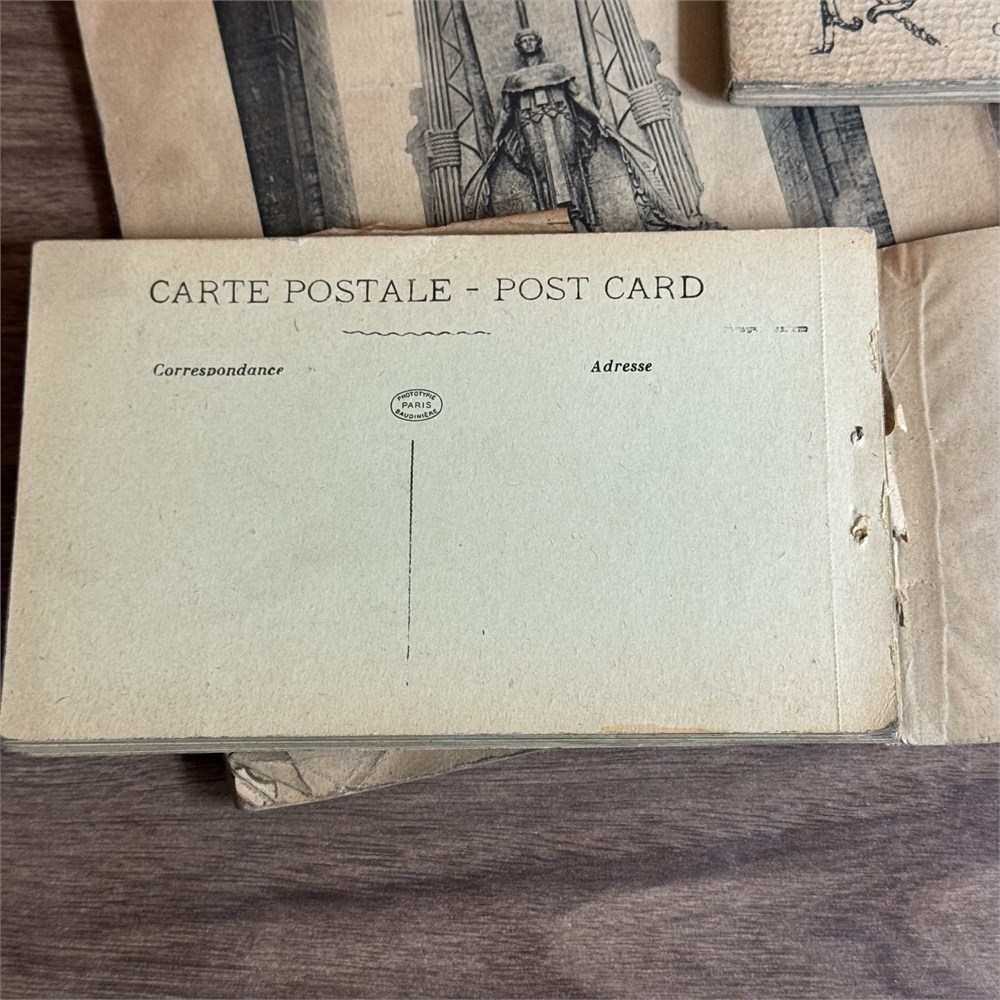 CARTE POSTALE - POST CARD
Correspondance
Adresse
PHOTOTYPIE
PARIS
BAUDINIÈRE